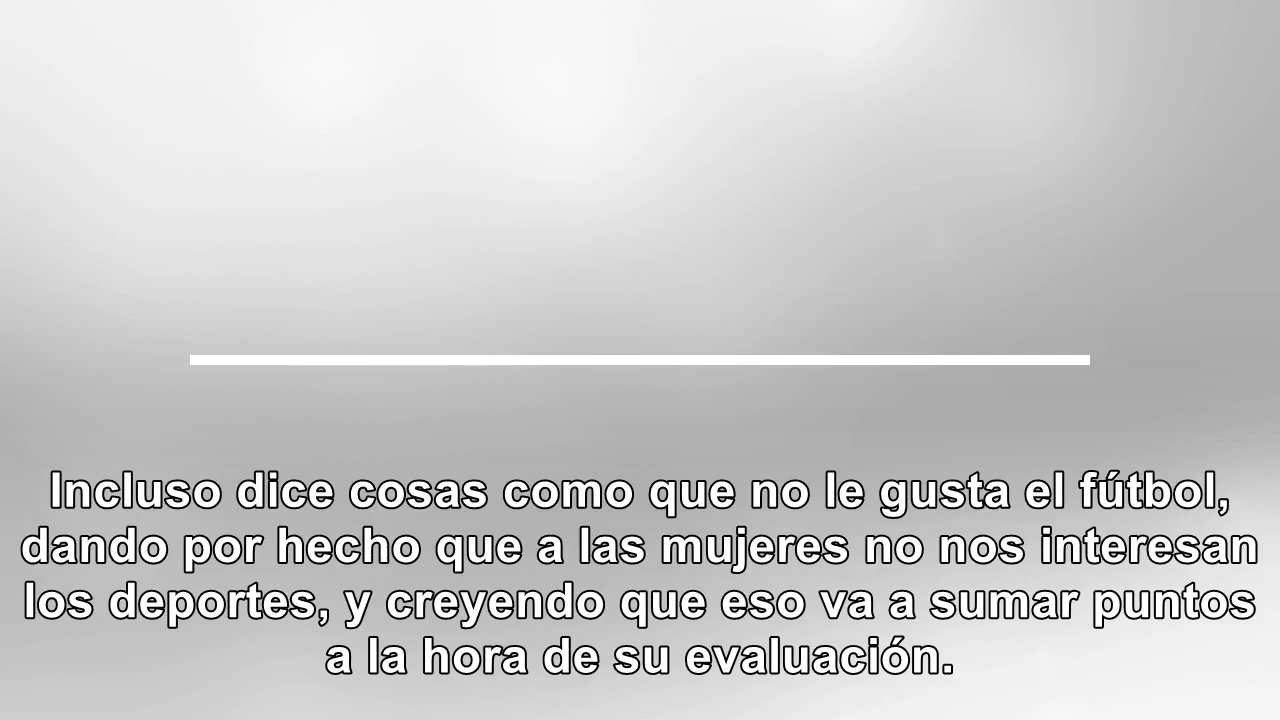 Incluso dice cosas como que no le gusta el fútbol,
dando por hecho que a las mujeres no nos interesan
los deportes, y creyendo que eso va a sumar puntos
a la hora de su evaluación.